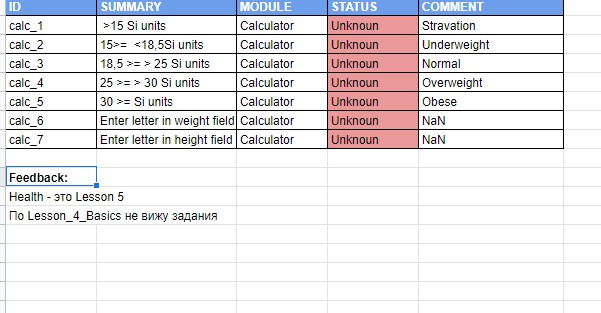 ID SUMMARY MODULE STATUS COMMENT
calc_1 >15 Si units Calculator Unknoun Stravation
calc_2 15>= <18,5Si units Calculator Unknoun Underweight
calc_3 18,5 >= > 25 Si units Calculator Unknoun Normal
calc_4 25 >= > 30 Si units Calculator Unknoun Overweight
calc_5 30 >= Si units Calculator Unknoun Obese
calc_6 Enter letter in weight field Calculator Unknoun NaN
calc_7 Enter letter in height field Calculator Unknoun NaN
Feedback:
Health - это Lesson 5
По Lesson_4_Basics не вижу задания